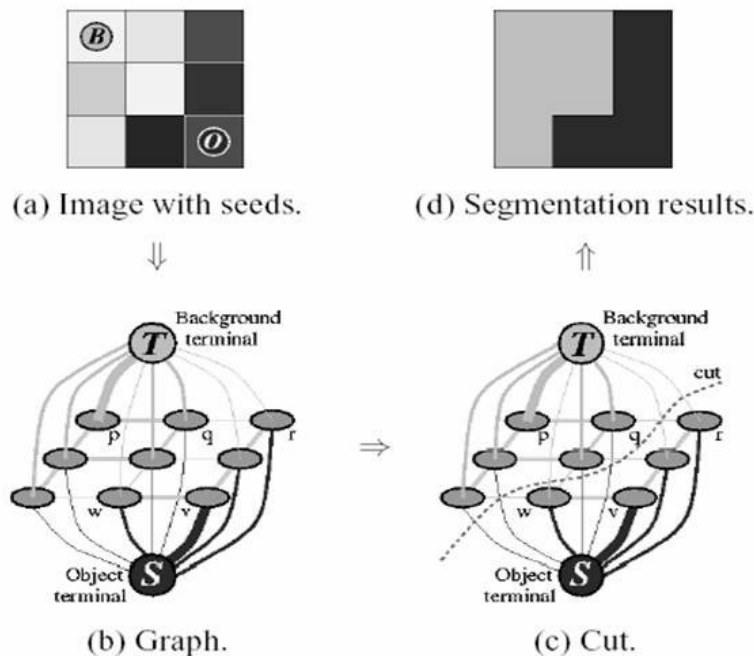 B
O
(a) Image with seeds.
(d) Segmentation results.
⇓
⇑
Background
terminal
T
p
q
r
w
v
S
Object
terminal
(b) Graph.
⇒
Background
terminal
T
cut
p
q
r
w
v
S
Object
terminal
(c) Cut.